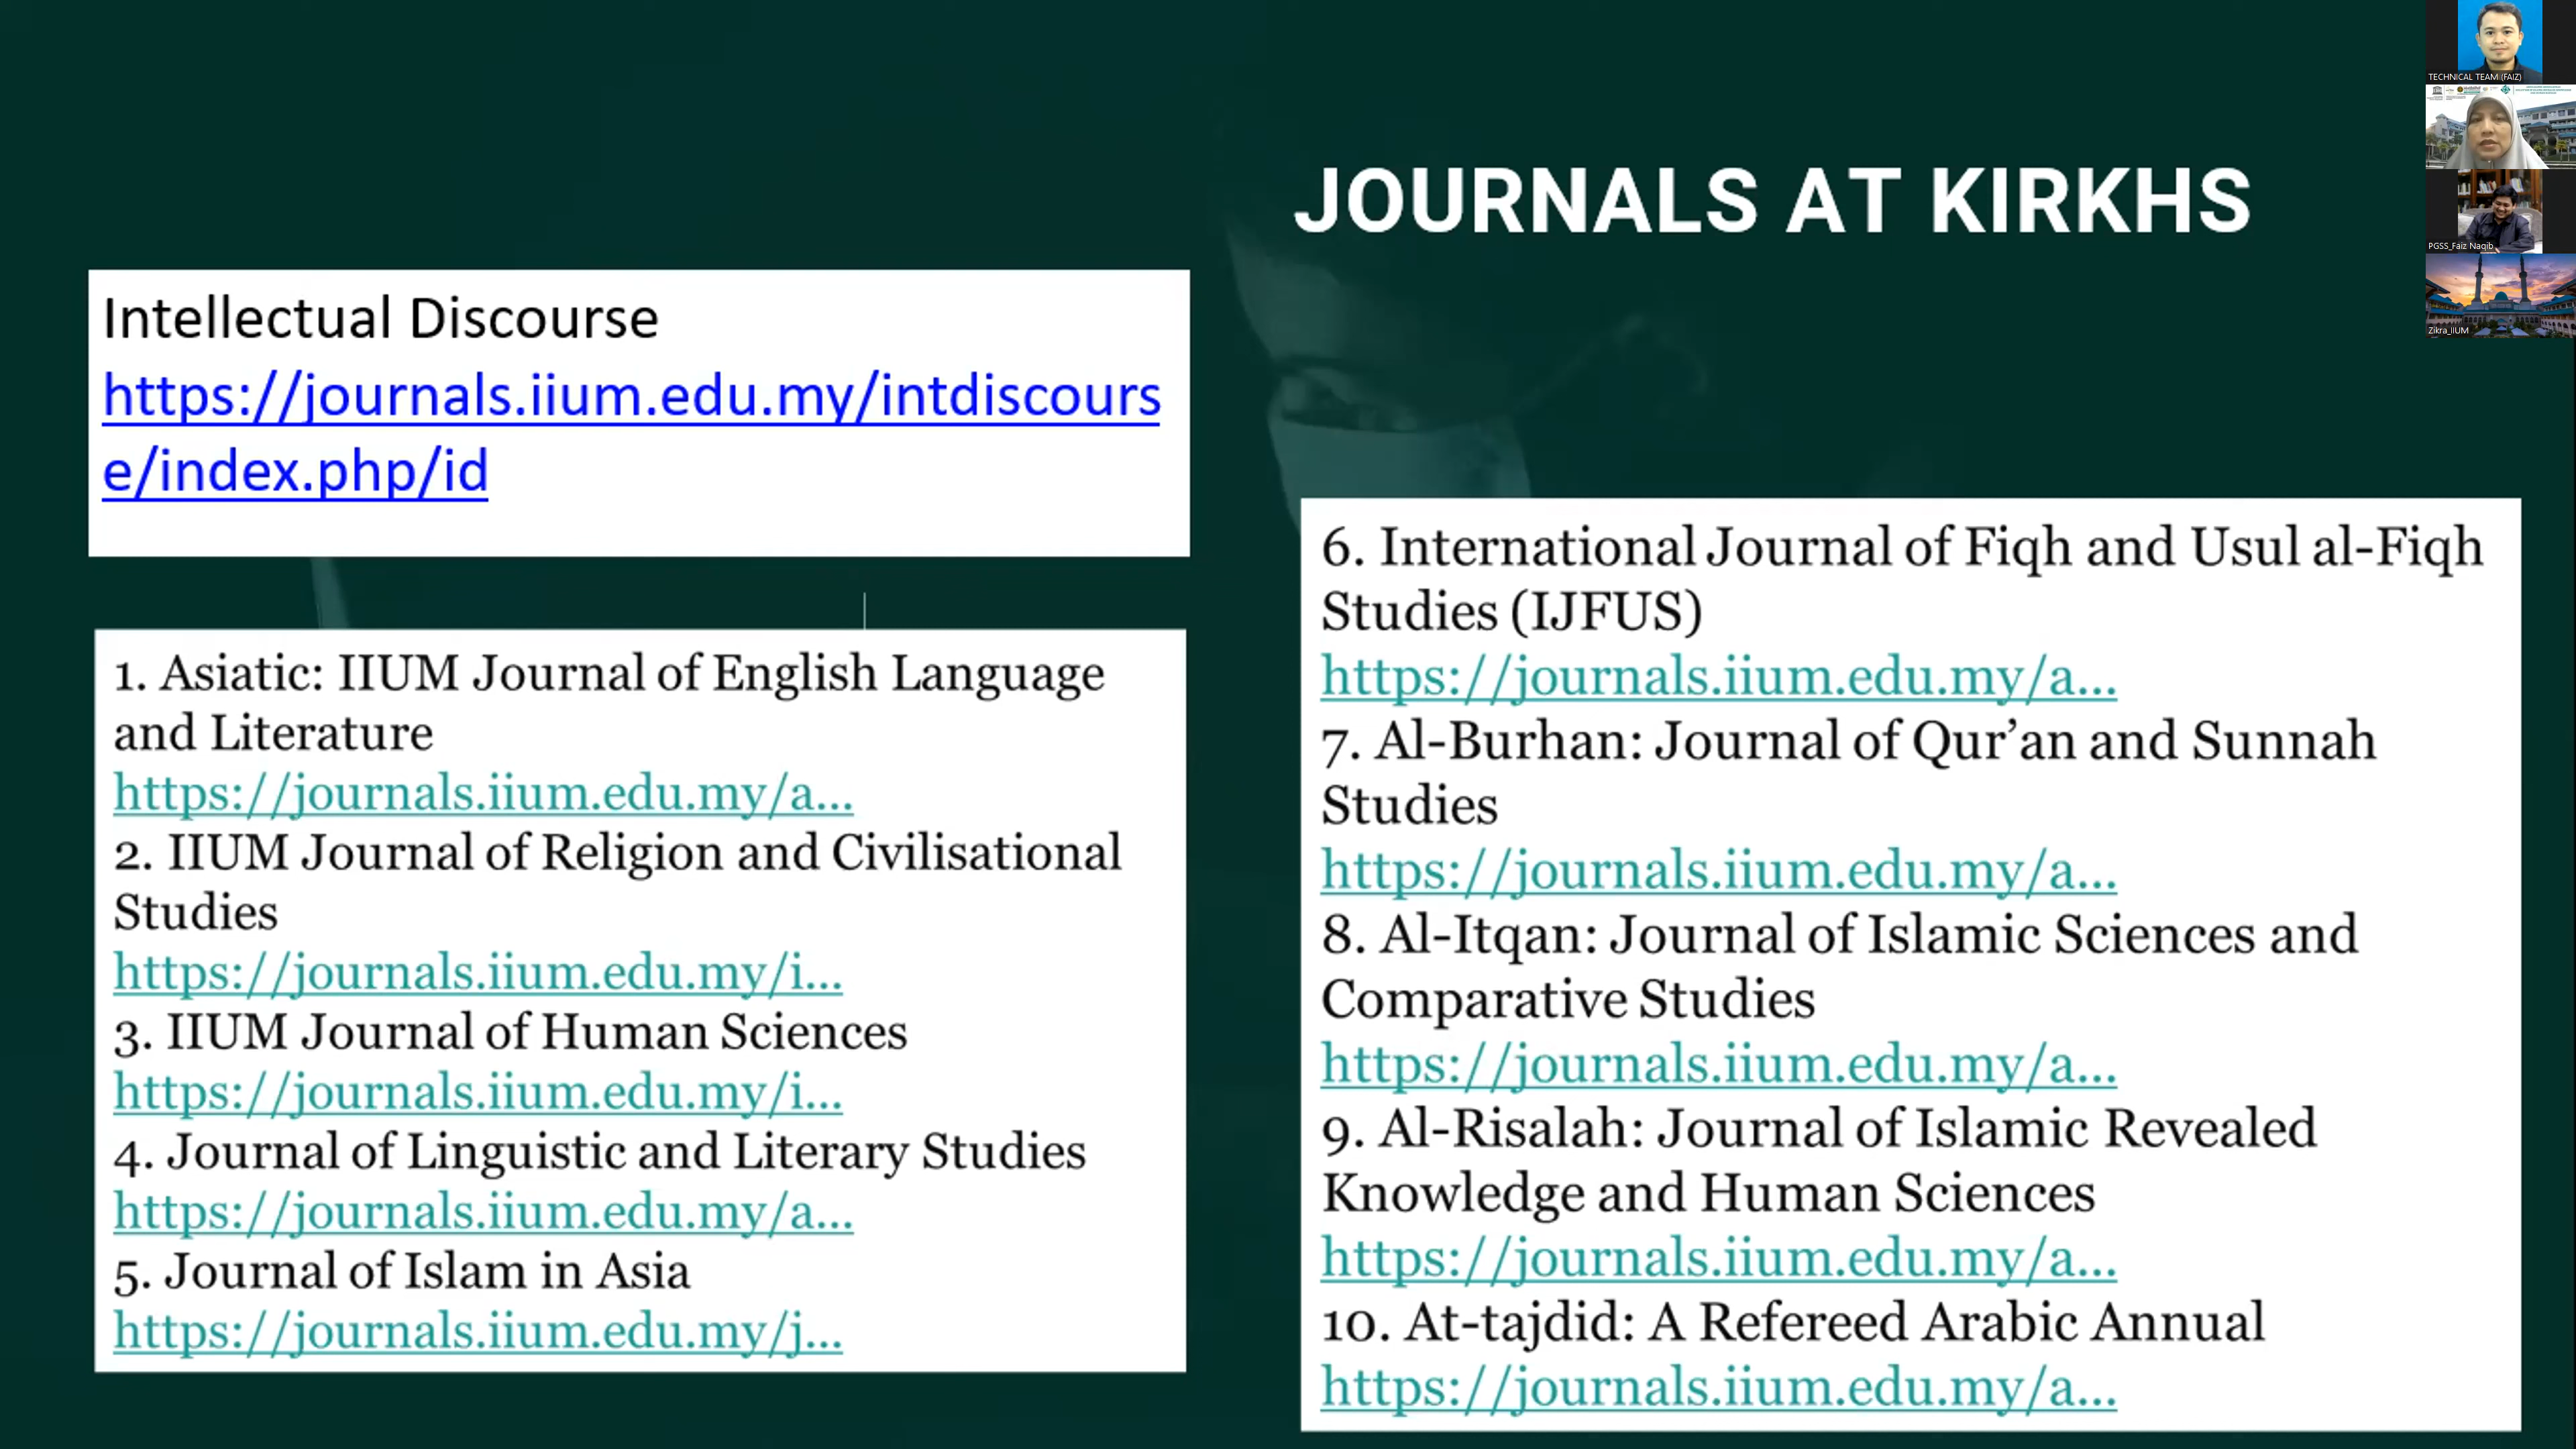 JOURNALS AT KIRKHS
Intellectual Discourse
https://journals.iium.edu.my/intdiscours
e/index.php/id
1. Asiatic: IIUM Journal of English Language
and Literature
https://journals.iium.edu.my/a...
2. IIUM Journal of Religion and Civilisational
Studies
https://journals.iium.edu.my/i...
3. IIUM Journal of Human Sciences
https://journals.iium.edu.my/i...
4. Journal of Linguistic and Literary Studies
https://journals.iium.edu.my/a...
5. Journal of Islam in Asia
https://journals.iium.edu.my/j...
6. International Journal of Fiqh and Usul al-Fiqh
Studies (IJFUS)
https://journals.iium.edu.my/a...
7. Al-Burhan: Journal of Qur’an and Sunnah
Studies
https://journals.iium.edu.my/a...
8. Al-Itqan: Journal of Islamic Sciences and
Comparative Studies
https://journals.iium.edu.my/a...
9. Al-Risalah: Journal of Islamic Revealed
Knowledge and Human Sciences
https://journals.iium.edu.my/a...
10. At-tajdid: A Refereed Arabic Annual
https://journals.iium.edu.my/a...
TECHNICAL TEAM (FAIZ)
PGSS_Faiz Naqib
Zikra_IIUM